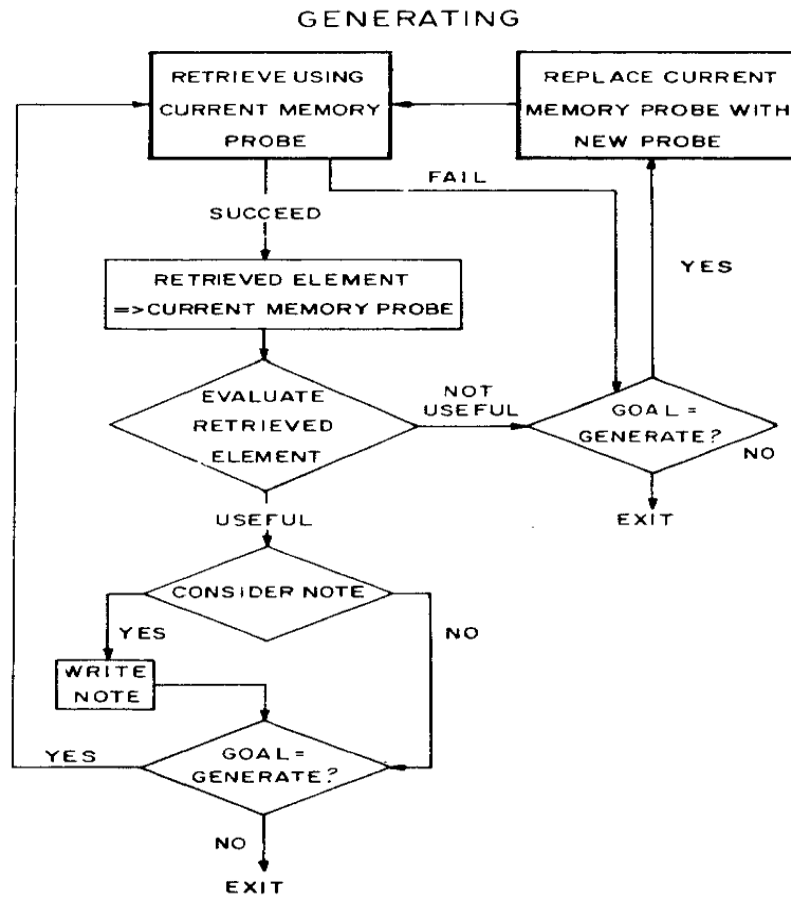 GENERATING
RETRIEVE USING
CURRENT MEMORY
PROBE
REPLACE CURRENT
MEMORY PROBE WITH
NEW PROBE
FAIL
SUCCEED
YES
RETRIEVED ELEMENT
=>CURRENT MEMORY PROBE
EVALUATE
RETRIEVED
ELEMENT
NOT
USEFUL
GOAL =
GENERATE?
NO
EXIT
USEFUL
CONSIDER NOTE
YES
NO
WRITE
NOTE
YES
GOAL =
GENERATE?
NO
EXIT